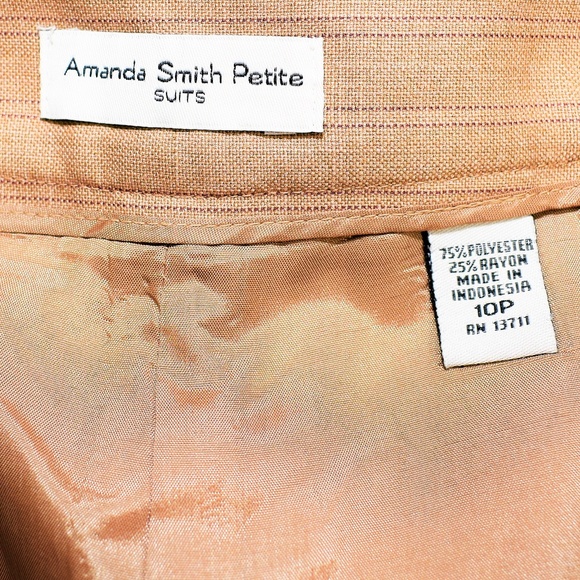 Amanda Smith Petite
SUITS
75% POLYESTER
25% RAYON
MADE IN
INDONESIA
10P
RN 13711